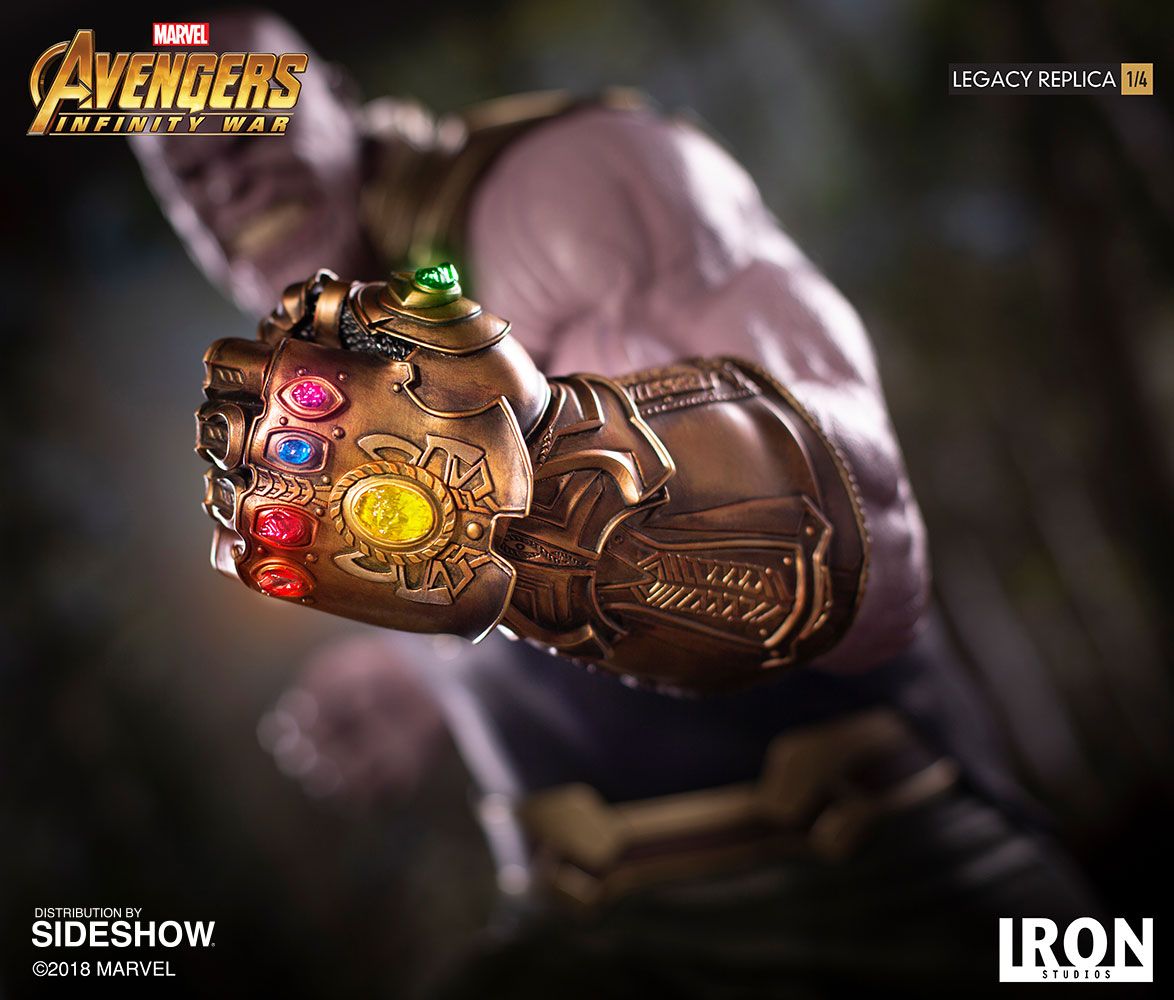 MARVEL
AVENGERS
INFINITY WAR
LEGACY REPLICA 1/4
DISTRIBUTION BY
SIDESHOW
©2018 MARVEL
IRON
STUDIOS